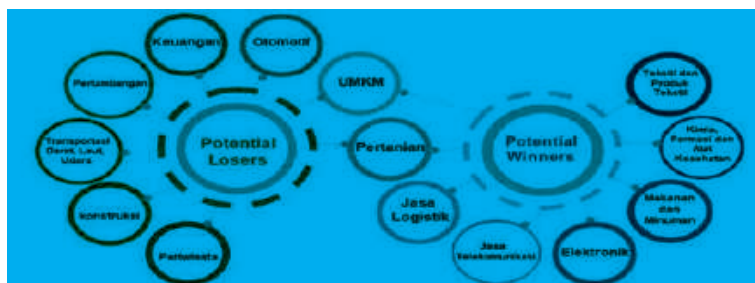 Keuangan
Otomotif
Pertambangan
UMKM
Tekstil dan
Produk
Tekstil
Transportasi
Darat, Laut,
Udara
Potential
Losers
Pertanian
Potential
Winners
Kimia,
Farmasi dan
Alat
Kesehatan
konstruksi
Jasa
Logistik
Makanan
dan
Minuman
Pariwisata
Jasa
Telekomunikasi
Elektronik